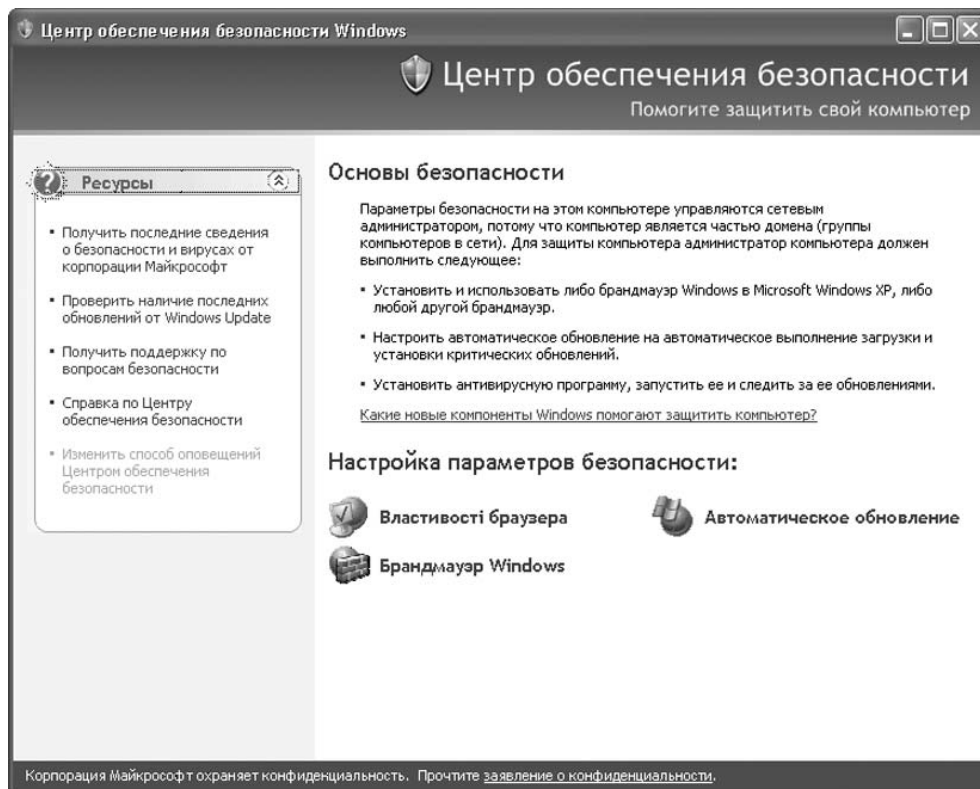 Центр обеспечения безопасности Windows
Центр обеспечения безопасности
Помогите защитить свой компьютер
Ресурсы
Получить последние сведения
о безопасности и вирусах от
корпорации Майкрософт
Проверить наличие последних
обновлений от Windows Update
Получить поддержку по
вопросам безопасности
Справка по Центру
обеспечения безопасности
Изменить способ оповещений
Центром обеспечения
безопасности
Основы безопасности
Параметры безопасности на этом компьютере управляются сетевым
администратором, потому что компьютер является частью домена (группы
компьютеров в сети). Для защиты компьютера администратор компьютера должен
выполнить следующее:
Установить и использовать либо брандмауэр Windows в Microsoft Windows XP, либо
любой другой брандмауэр.
Настроить автоматическое обновление на автоматическое выполнение загрузки и
установки критических обновлений.
Установить антивирусную программу, запустить ее и следить за ее обновлениями.
Какие новые компоненты Windows помогают защитить компьютер?
Настройка параметров безопасности:
Властивості браузера
Автоматическое обновление
Брандмауэр Windows
Корпорация Майкрософт охраняет конфиденциальность. Прочтите заявление о конфиденциальности.